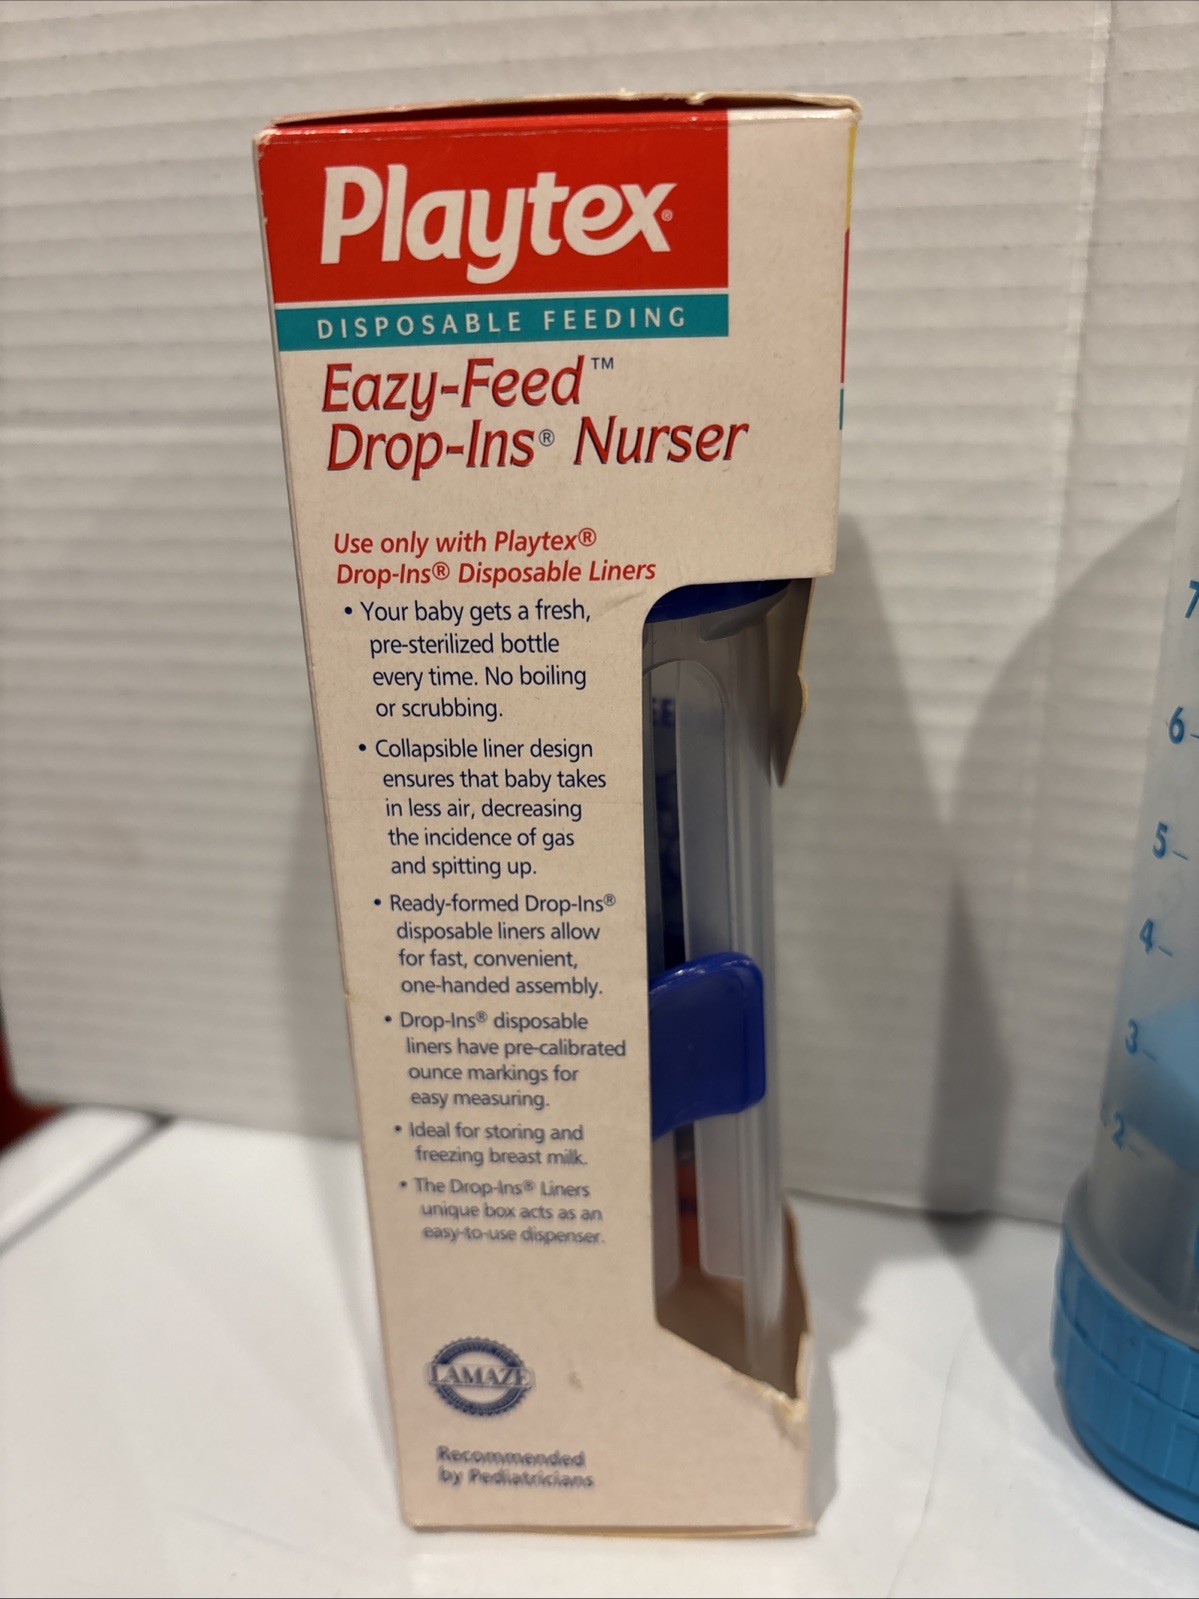 Playtex®
DISPOSABLE FEEDING
Eazy-Feed™
Drop-Ins® Nurser
Use only with Playtex®
Drop-Ins® Disposable Liners
• Your baby gets a fresh,
pre-sterilized bottle
every time. No boiling
or scrubbing.
• Collapsible liner design
ensures that baby takes
in less air, decreasing
the incidence of gas
and spitting up.
• Ready-formed Drop-Ins®
disposable liners allow
for fast, convenient,
one-handed assembly.
• Drop-Ins® disposable
liners have pre-calibrated
ounce markings for
easy measuring.
• Ideal for storing and
freezing breast milk.
• The Drop-Ins® Liners
unique box acts as an
easy-to-use dispenser.
LAMAZE
Recommended
by Pediatricians
7
6
5
4
3
2